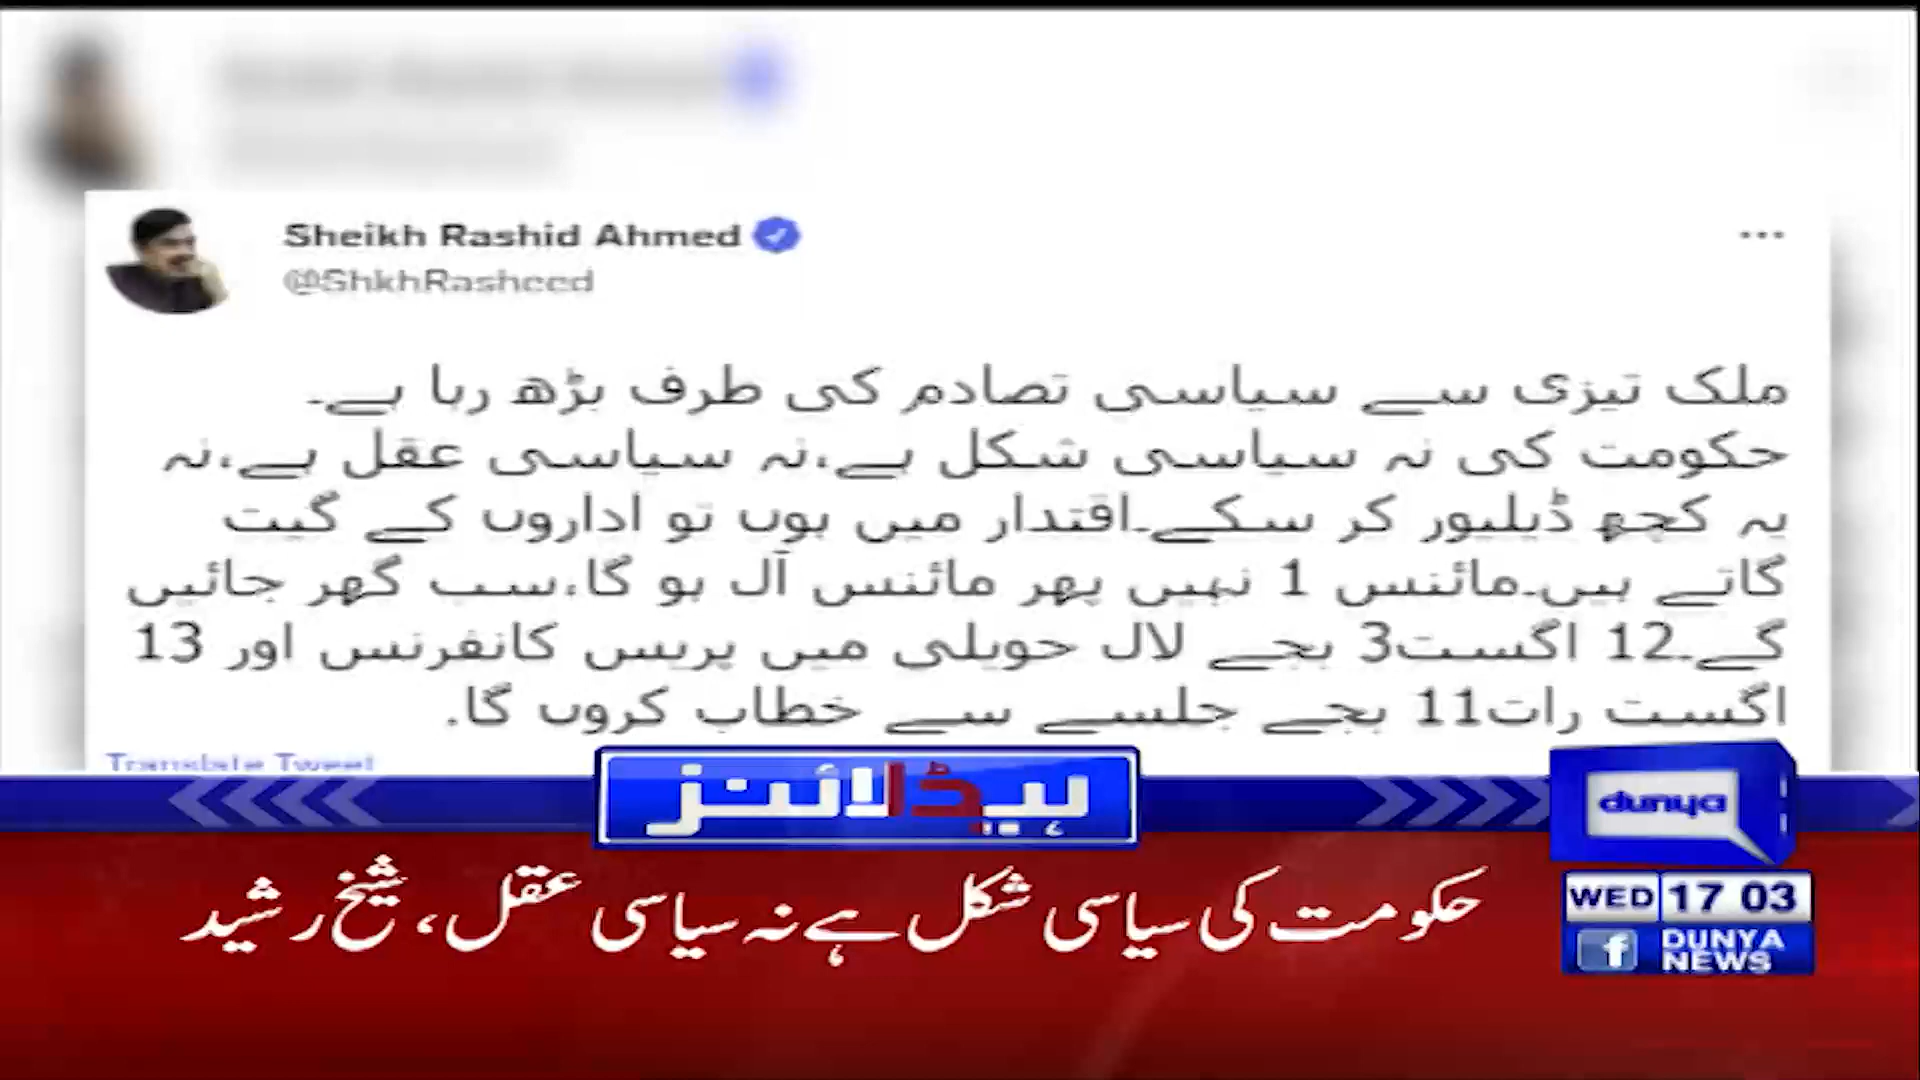 Sheikh Rashid Ahmed
@ShkhRasheed
ملک تیزی سے سیاسی تصادم کی طرف بڑھ رہا ہے۔
حکومت کی نہ سیاسی شکل ہے،نہ سیاسی عقل ہے،نہ
یہ کچھ ڈیلیور کر سکے۔اقتدار میں ہوں تو اداروں کے گیت
گاتے ہیں۔مائنس 1 نہیں پھر مائنس آل ہو گا،سب گھر جائیں
گے۔12 اگست3 بجے لال حویلی میں پریس کانفرنس اور 13
اگست رات11 بجے جلسے سے خطاب کروں گا۔
Translate Tweet
ہیڈلائنز
dunya
حکومت کی سیاسی شکل ہے نہ سیاسی عقل، شیخ رشید
WED 17 03
f DUNYA NEWS